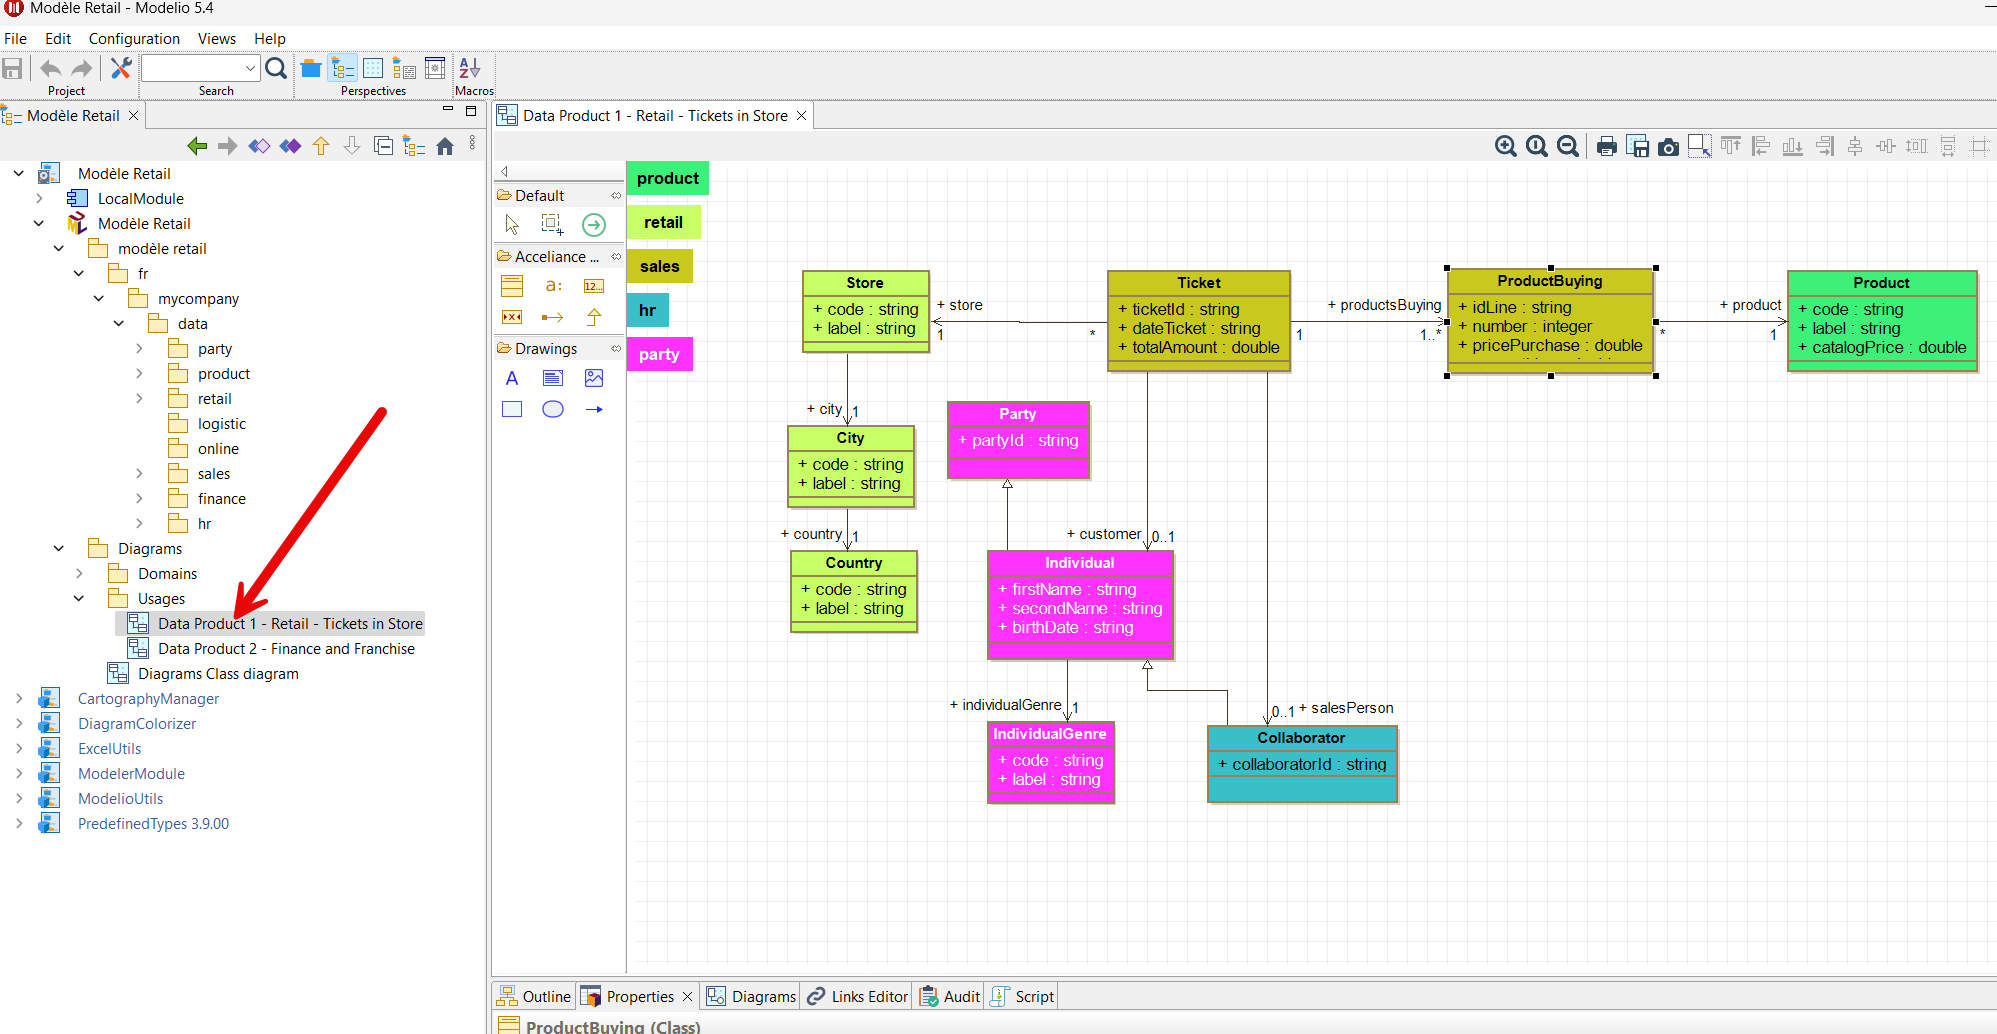 Modèle Retail - Modelio 5.4
File Edit Configuration Views Help
Project Search Perspectives Macros
Modèle Retail
Modèle Retail
LocalModule
Modèle Retail
modèle retail
fr
mycompany
data
party
product
retail
logistic
online
sales
finance
hr
Diagrams
Domains
Usages
Data Product 1 - Retail - Tickets in Store
Data Product 2 - Finance and Franchise
Diagrams Class diagram
CartographyManager
DiagramColorizer
ExcelUtils
ModelerModule
ModelioUtils
PredefinedTypes 3.9.00
Data Product 1 - Retail - Tickets in Store
Default
Acceliance ...
a:
12...
Drawings
A
product
retail
sales
hr
party
Store
+ code : string
+ label : string
+ store
1
*
Ticket
+ ticketId : string
+ dateTicket : string
+ totalAmount : double
+ productsBuying
1
1..*
ProductBuying
+ idLine : string
+ number : integer
+ pricePurchase : double
+ product
*
1
Product
+ code : string
+ label : string
+ catalogPrice : double
+ city
1
City
+ code : string
+ label : string
+ country
1
Country
+ code : string
+ label : string
Party
+ partyId : string
+ customer
0..1
Individual
+ firstName : string
+ secondName : string
+ birthDate : string
+ individualGenre
1
IndividualGenre
+ code : string
+ label : string
0..1
+ salesPerson
Collaborator
+ collaboratorId : string
Outline Properties Diagrams Links Editor Audit Script
ProductBuying (Class)